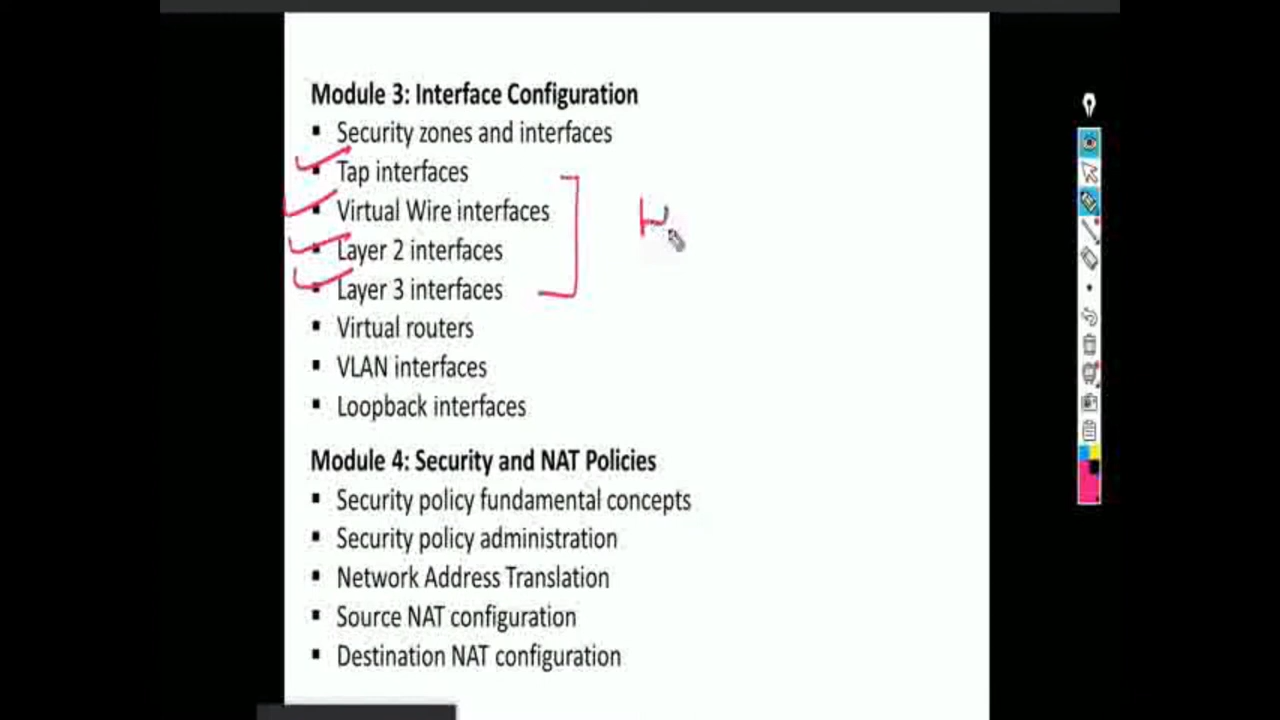 Module 3: Interface Configuration
▪ Security zones and interfaces
▪ Tap interfaces
▪ Virtual Wire interfaces
▪ Layer 2 interfaces
▪ Layer 3 interfaces
▪ Virtual routers
▪ VLAN interfaces
▪ Loopback interfaces
Module 4: Security and NAT Policies
▪ Security policy fundamental concepts
▪ Security policy administration
▪ Network Address Translation
▪ Source NAT configuration
▪ Destination NAT configuration